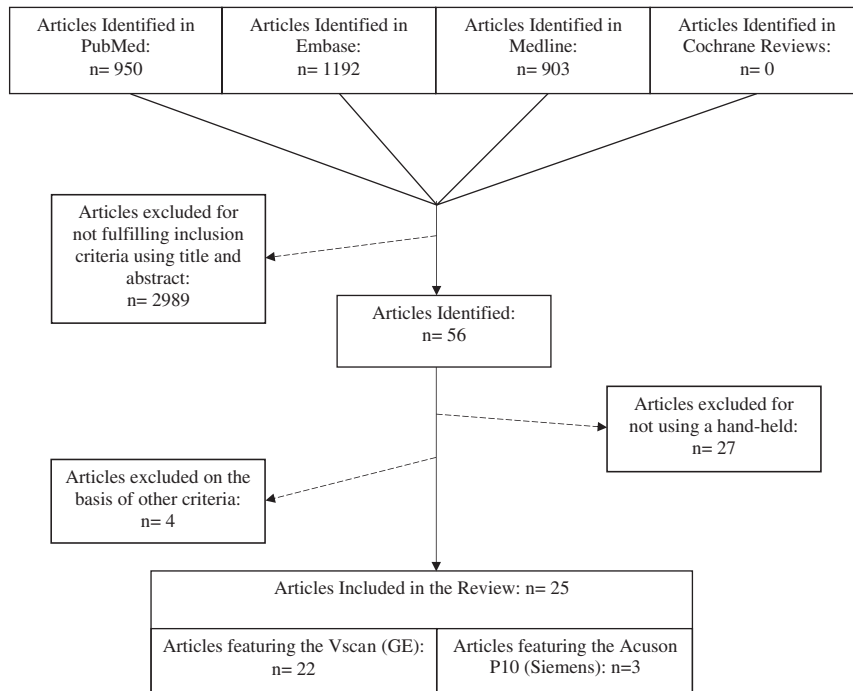 Articles Identified in
PubMed:
n= 950
Articles Identified in
Embase:
n= 1192
Articles Identified in
Medline:
n= 903
Articles Identified in
Cochrane Reviews:
n= 0
Articles excluded for
not fulfilling inclusion
criteria using title and
abstract:
n= 2989
Articles Identified:
n= 56
Articles excluded for
not using a hand-held:
n= 27
Articles excluded on the
basis of other criteria:
n= 4
Articles Included in the Review: n= 25
Articles featuring the Vscan (GE):
n= 22
Articles featuring the Acuson
P10 (Siemens): n=3